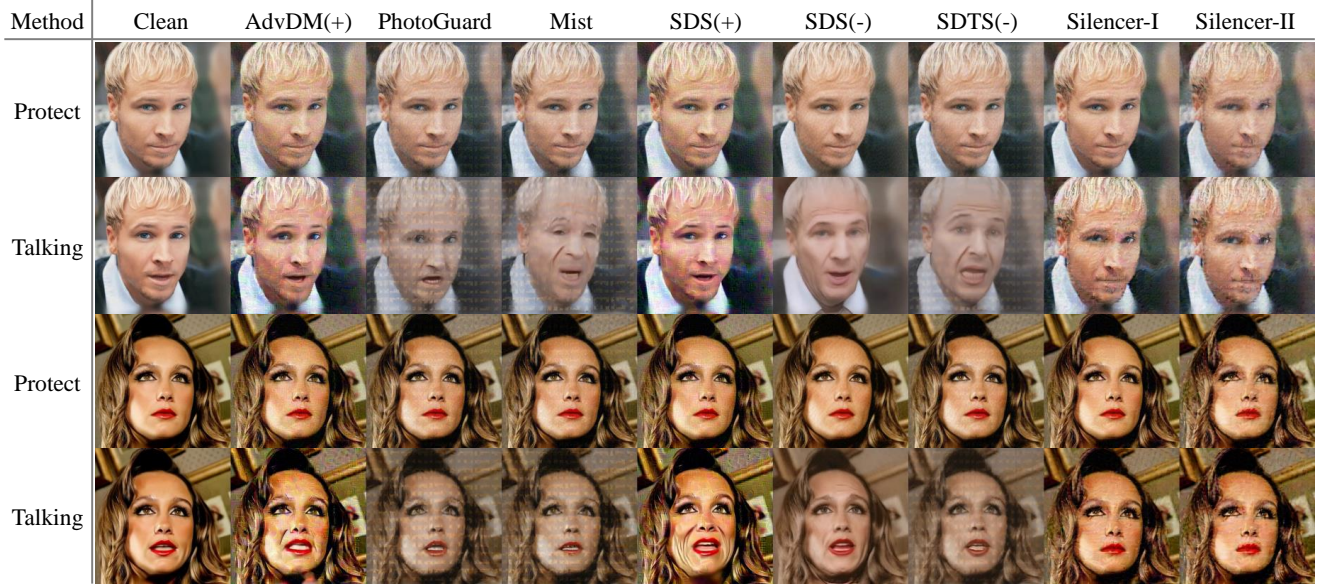 Method Clean AdvDM(+) PhotoGuard Mist SDS(+) SDS(-) SDTS(-) Silencer-I Silencer-II
Protect
Talking
Protect
Talking